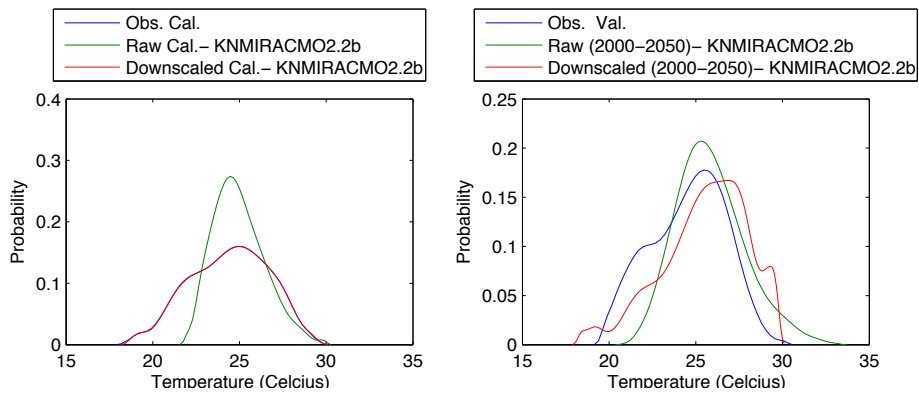 Obs. Cal.
Raw Cal.− KNMIRACMO2.2b
Downscaled Cal.− KNMIRACMO2.2b
0.4
0.3
0.2
0.1
0
Probability
15 20 25 30 35
Temperature (Celcius)
Obs. Val.
Raw (2000−2050)− KNMIRACMO2.2b
Downscaled (2000−2050)− KNMIRACMO2.2b
0.25
0.2
0.15
0.1
0.05
0
Probability
15 20 25 30 35
Temperature (Celcius)